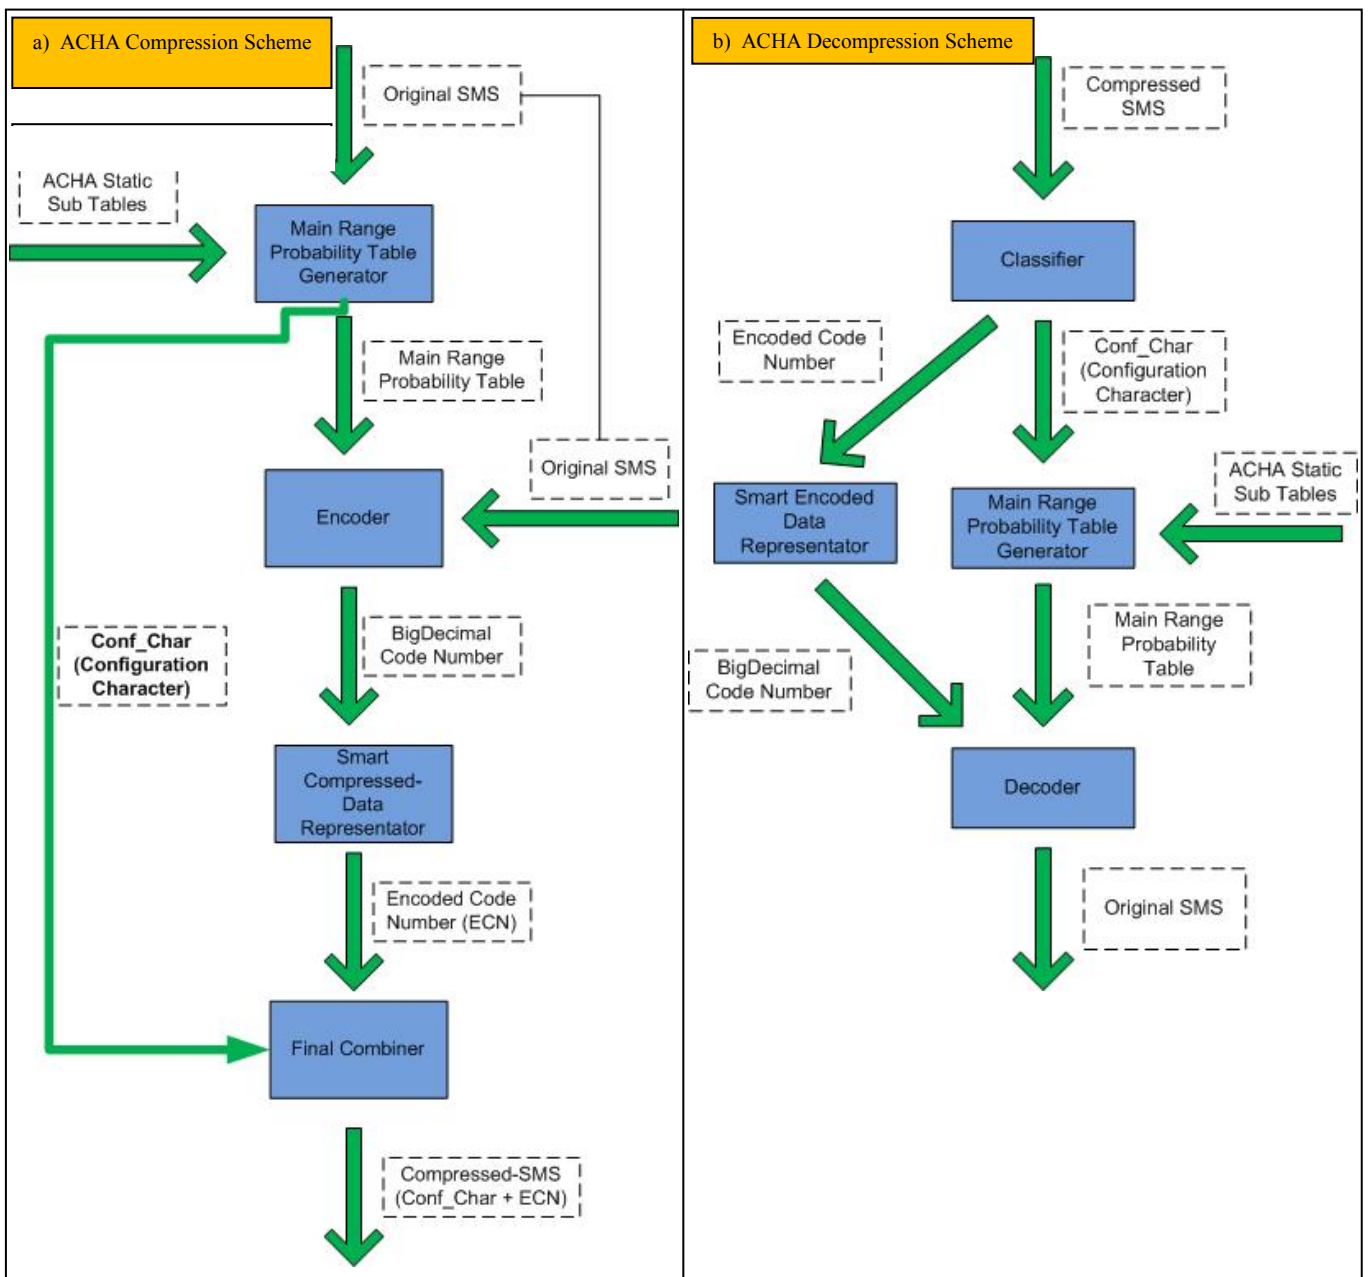 a) ACHA Compression Scheme
Original SMS
ACHA Static
Sub Tables
Main Range
Probability Table
Generator
Main Range
Probability Table
Original SMS
Encoder
BigDecimal
Code Number
Conf_Char
(Configuration
Character)
Smart
Compressed-
Data
Representator
Encoded Code
Number (ECN)
Final Combiner
Compressed-SMS
(Conf_Char + ECN)
b) ACHA Decompression Scheme
Compressed
SMS
Classifier
Encoded Code
Number
Conf_Char
(Configuration
Character)
ACHA Static
Sub Tables
Smart Encoded
Data
Representator
Main Range
Probability Table
Generator
BigDecimal
Code Number
Main Range
Probability
Table
Decoder
Original SMS